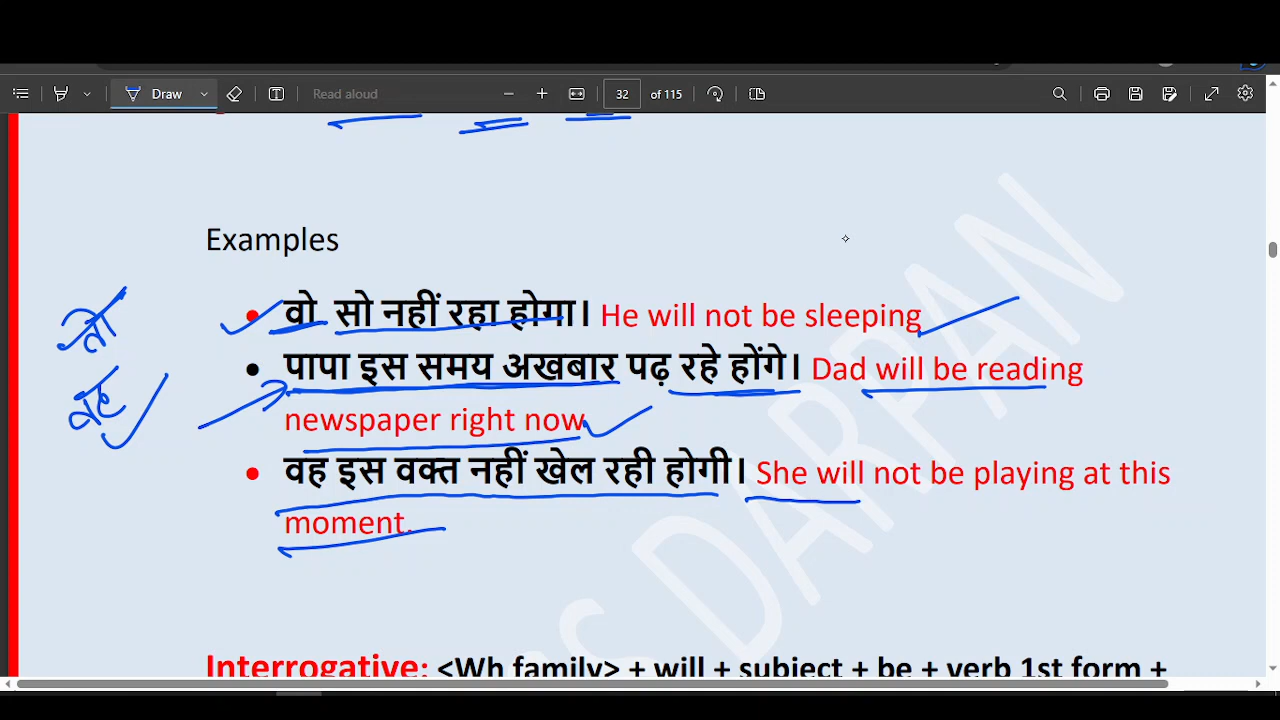 Draw
Read aloud
32 of 115
Examples
वो सो नहीं रहा होगा। He will not be sleeping
पापा इस समय अखबार पढ़ रहे होंगे। Dad will be reading
newspaper right now
वह इस वक्त नहीं खेल रही होगी। She will not be playing at this
moment.
वो
वह
DARPAN
Interrogative: <Wh family> + will + subject + be + verb 1st form +